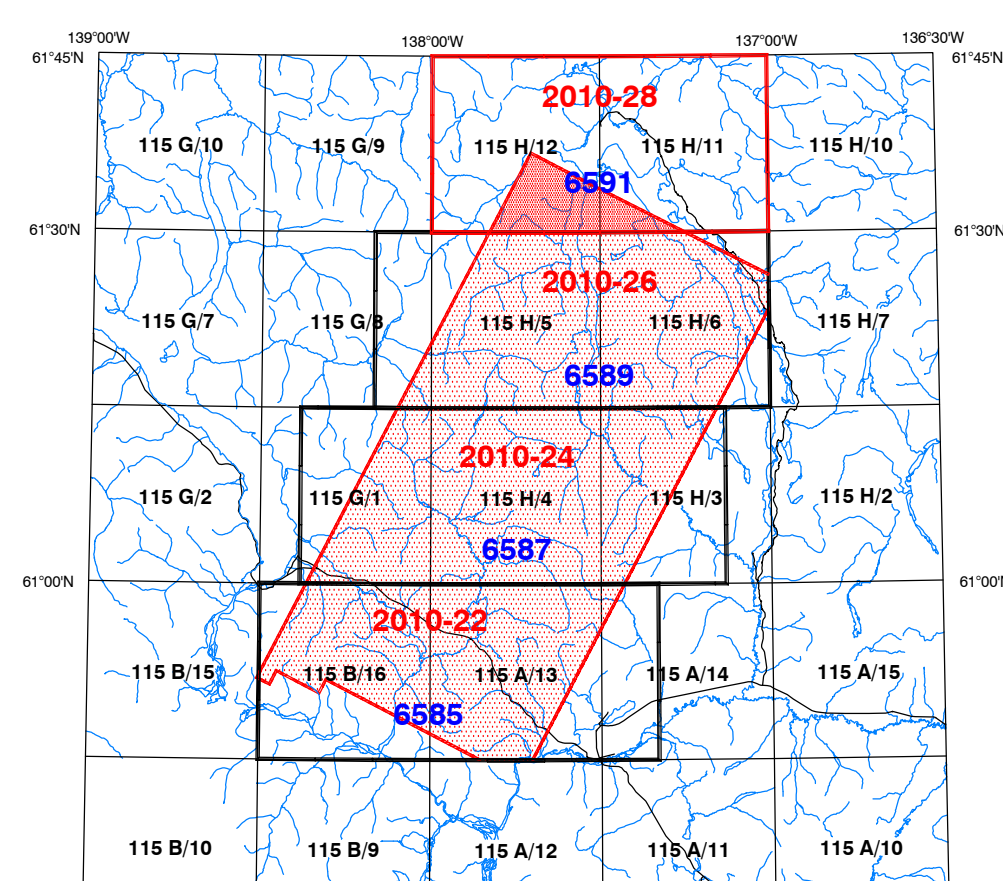 139°00'W 138°00'W 137°00'W 136°30'W
61°45'N 61°45'N
2010-28
115 G/10 115 G/9 115 H/12 115 H/11 115 H/10
6591
61°30'N 61°30'N
2010-26
115 G/7 115 G/8 115 H/5 115 H/6 115 H/7
6589
2010-24
115 G/2 115 G/1 115 H/4 115 H/3 115 H/2
6587
61°00'N 61°00'N
2010-22
115 B/15 115 B/16 115 A/13 115 A/14 115 A/15
6585
115 B/10 115 B/9 115 A/12 115 A/11 115 A/10